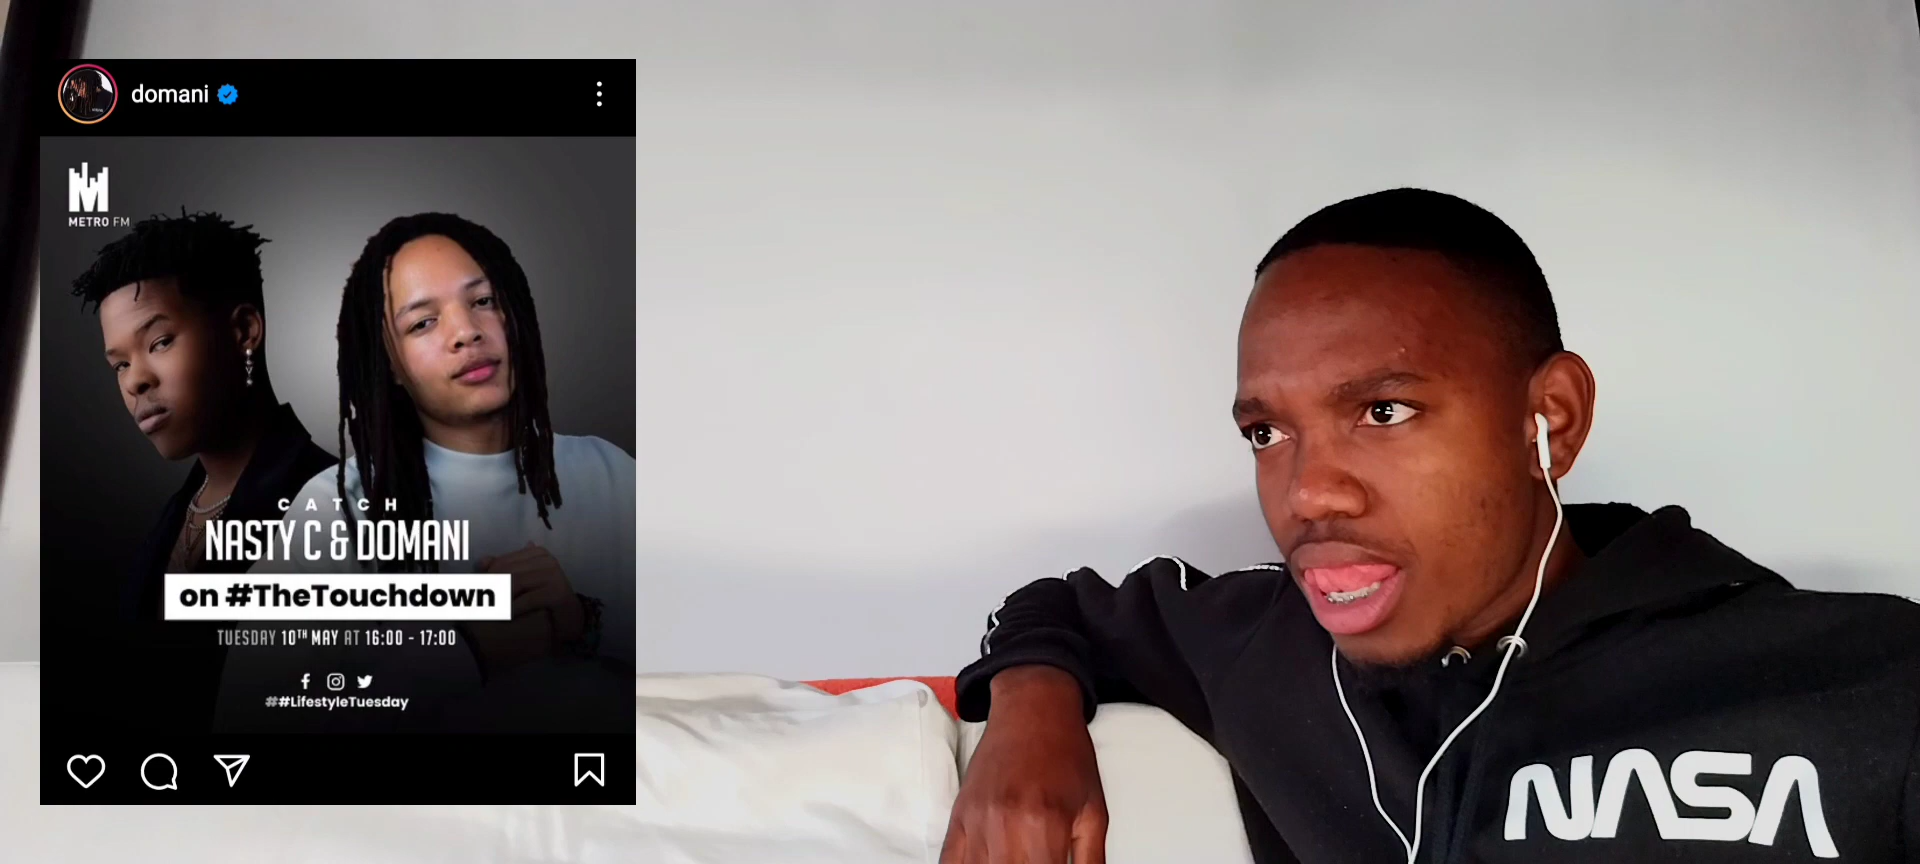 domani
METRO FM
CATCH
NASTY C & DOMANI
on #TheTouchdown
TUESDAY 10TH MAY AT 16:00 - 17:00
##LifestyleTuesday
NASA